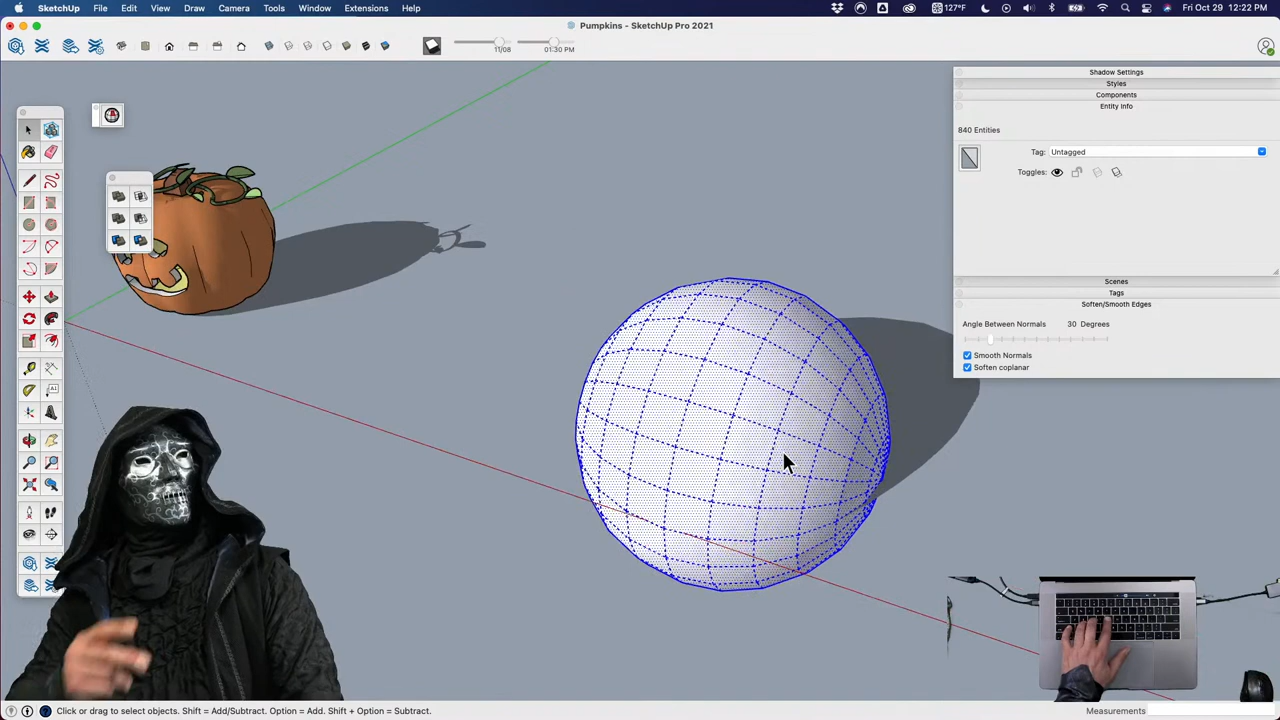 SketchUp File Edit View Draw Camera Tools Window Extensions Help
127°F Fri Oct 29 12:22 PM
Pumpkins - SketchUp Pro 2021
11/08 01:30 PM
Shadow Settings
Styles
Components
Entity Info
840 Entities
Tag: Untagged
Toggles:
Scenes
Tags
Soften/Smooth Edges
Angle Between Normals 30 Degrees
Smooth Normals
Soften coplanar
Click or drag to select objects. Shift = Add/Subtract. Option = Add. Shift + Option = Subtract.
Measurements